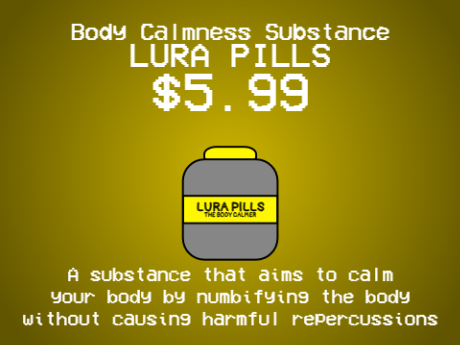 Body Calmness Substance
LURA PILLS
$5.99
LURA PILLS
THE BODY CALMER
A substance that aims to calm
your body by numbifying the body
without causing harmful repercussions